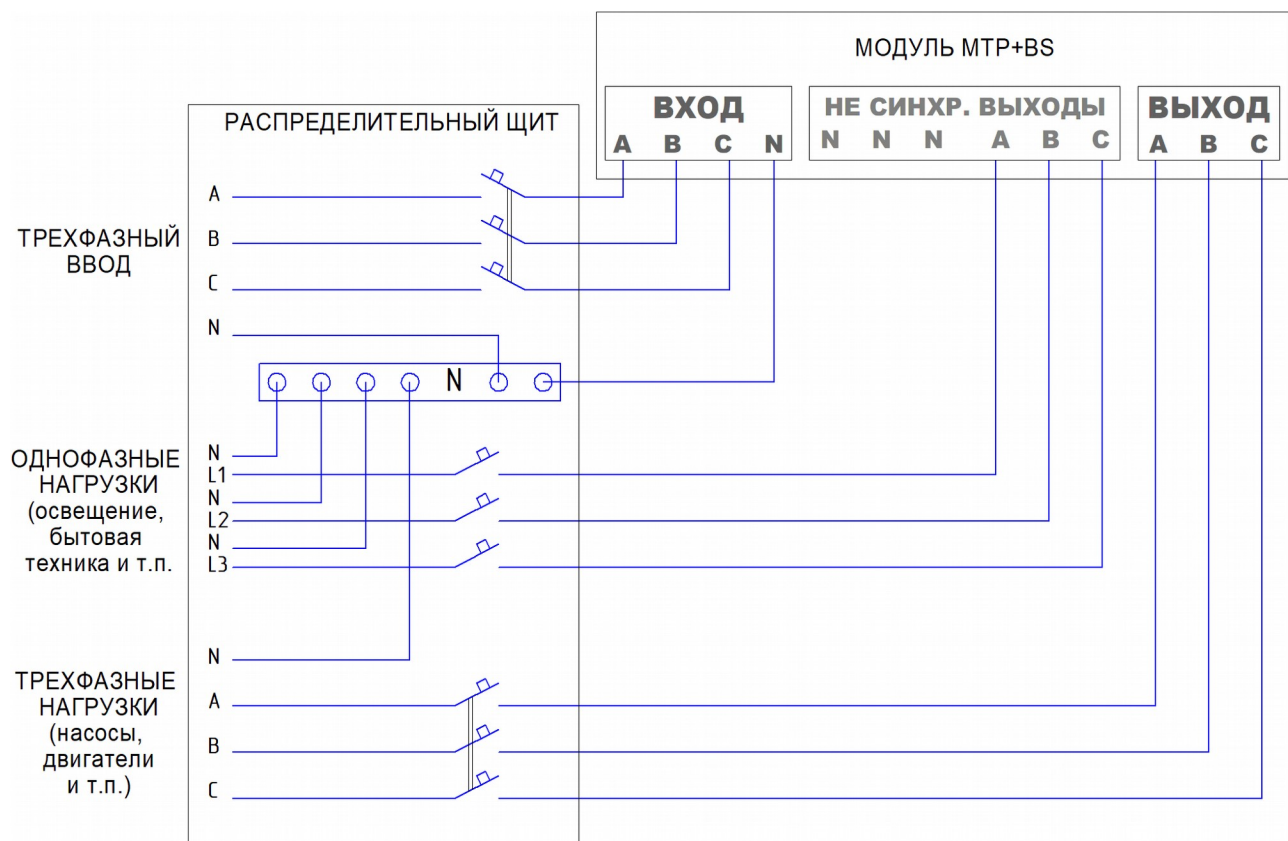 МОДУЛЬ МТР+BS
ВХОД
A B C N
НЕ СИНХР. ВЫХОДЫ
N N N A B C
ВЫХОД
A B C
РАСПРЕДЕЛИТЕЛЬНЫЙ ЩИТ
ТРЕХФАЗНЫЙ
ВВОД
A
B
C
N
N
ОДНОФАЗНЫЕ
НАГРУЗКИ
(освещение,
бытовая
техника и т.п.
N
L1
N
L2
N
L3
ТРЕХФАЗНЫЕ
НАГРУЗКИ
(насосы,
двигатели
и т.п.)
N
A
B
C